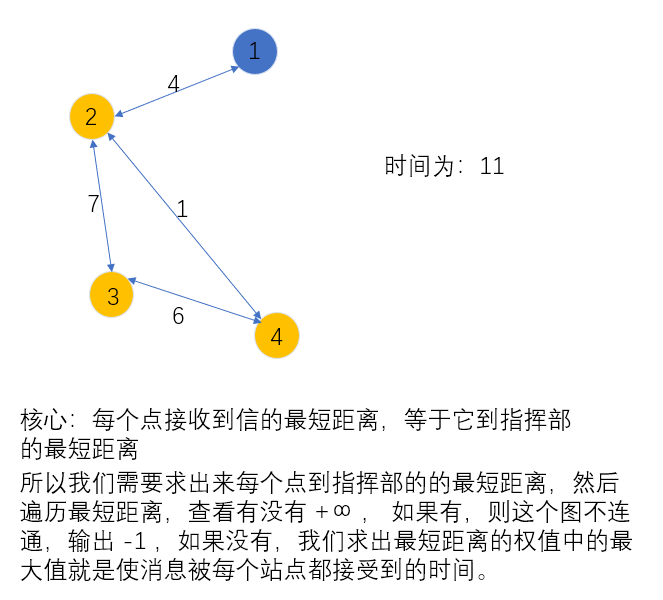 1
4
2
时间为：11
7
1
3
6
4
核心：每个点接收到信的最短距离，等于它到指挥部
的最短距离
所以我们需要求出来每个点到指挥部的的最短距离，然后
遍历最短距离，查看有没有 +∞ ， 如果有，则这个图不连
通，输出 -1 ，如果没有，我们求出最短距离的权值中的最
大值就是使消息被每个站点都接受到的时间。